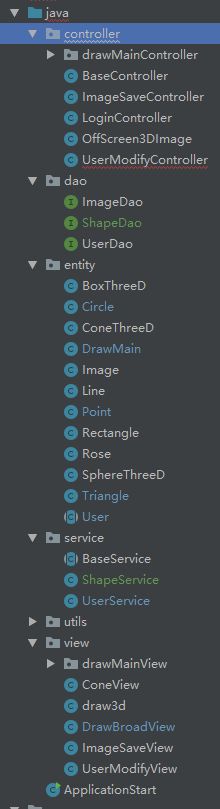 java
controller
drawMainController
BaseController
ImageSaveController
LoginController
OffScreen3DImage
UserModifyController
dao
ImageDao
ShapeDao
UserDao
entity
BoxThreeD
Circle
ConeThreeD
DrawMain
Image
Line
Point
Rectangle
Rose
SphereThreeD
Triangle
User
service
BaseService
ShapeService
UserService
utils
view
drawMainView
ConeView
draw3d
DrawBroadView
ImageSaveView
UserModifyView
ApplicationStart